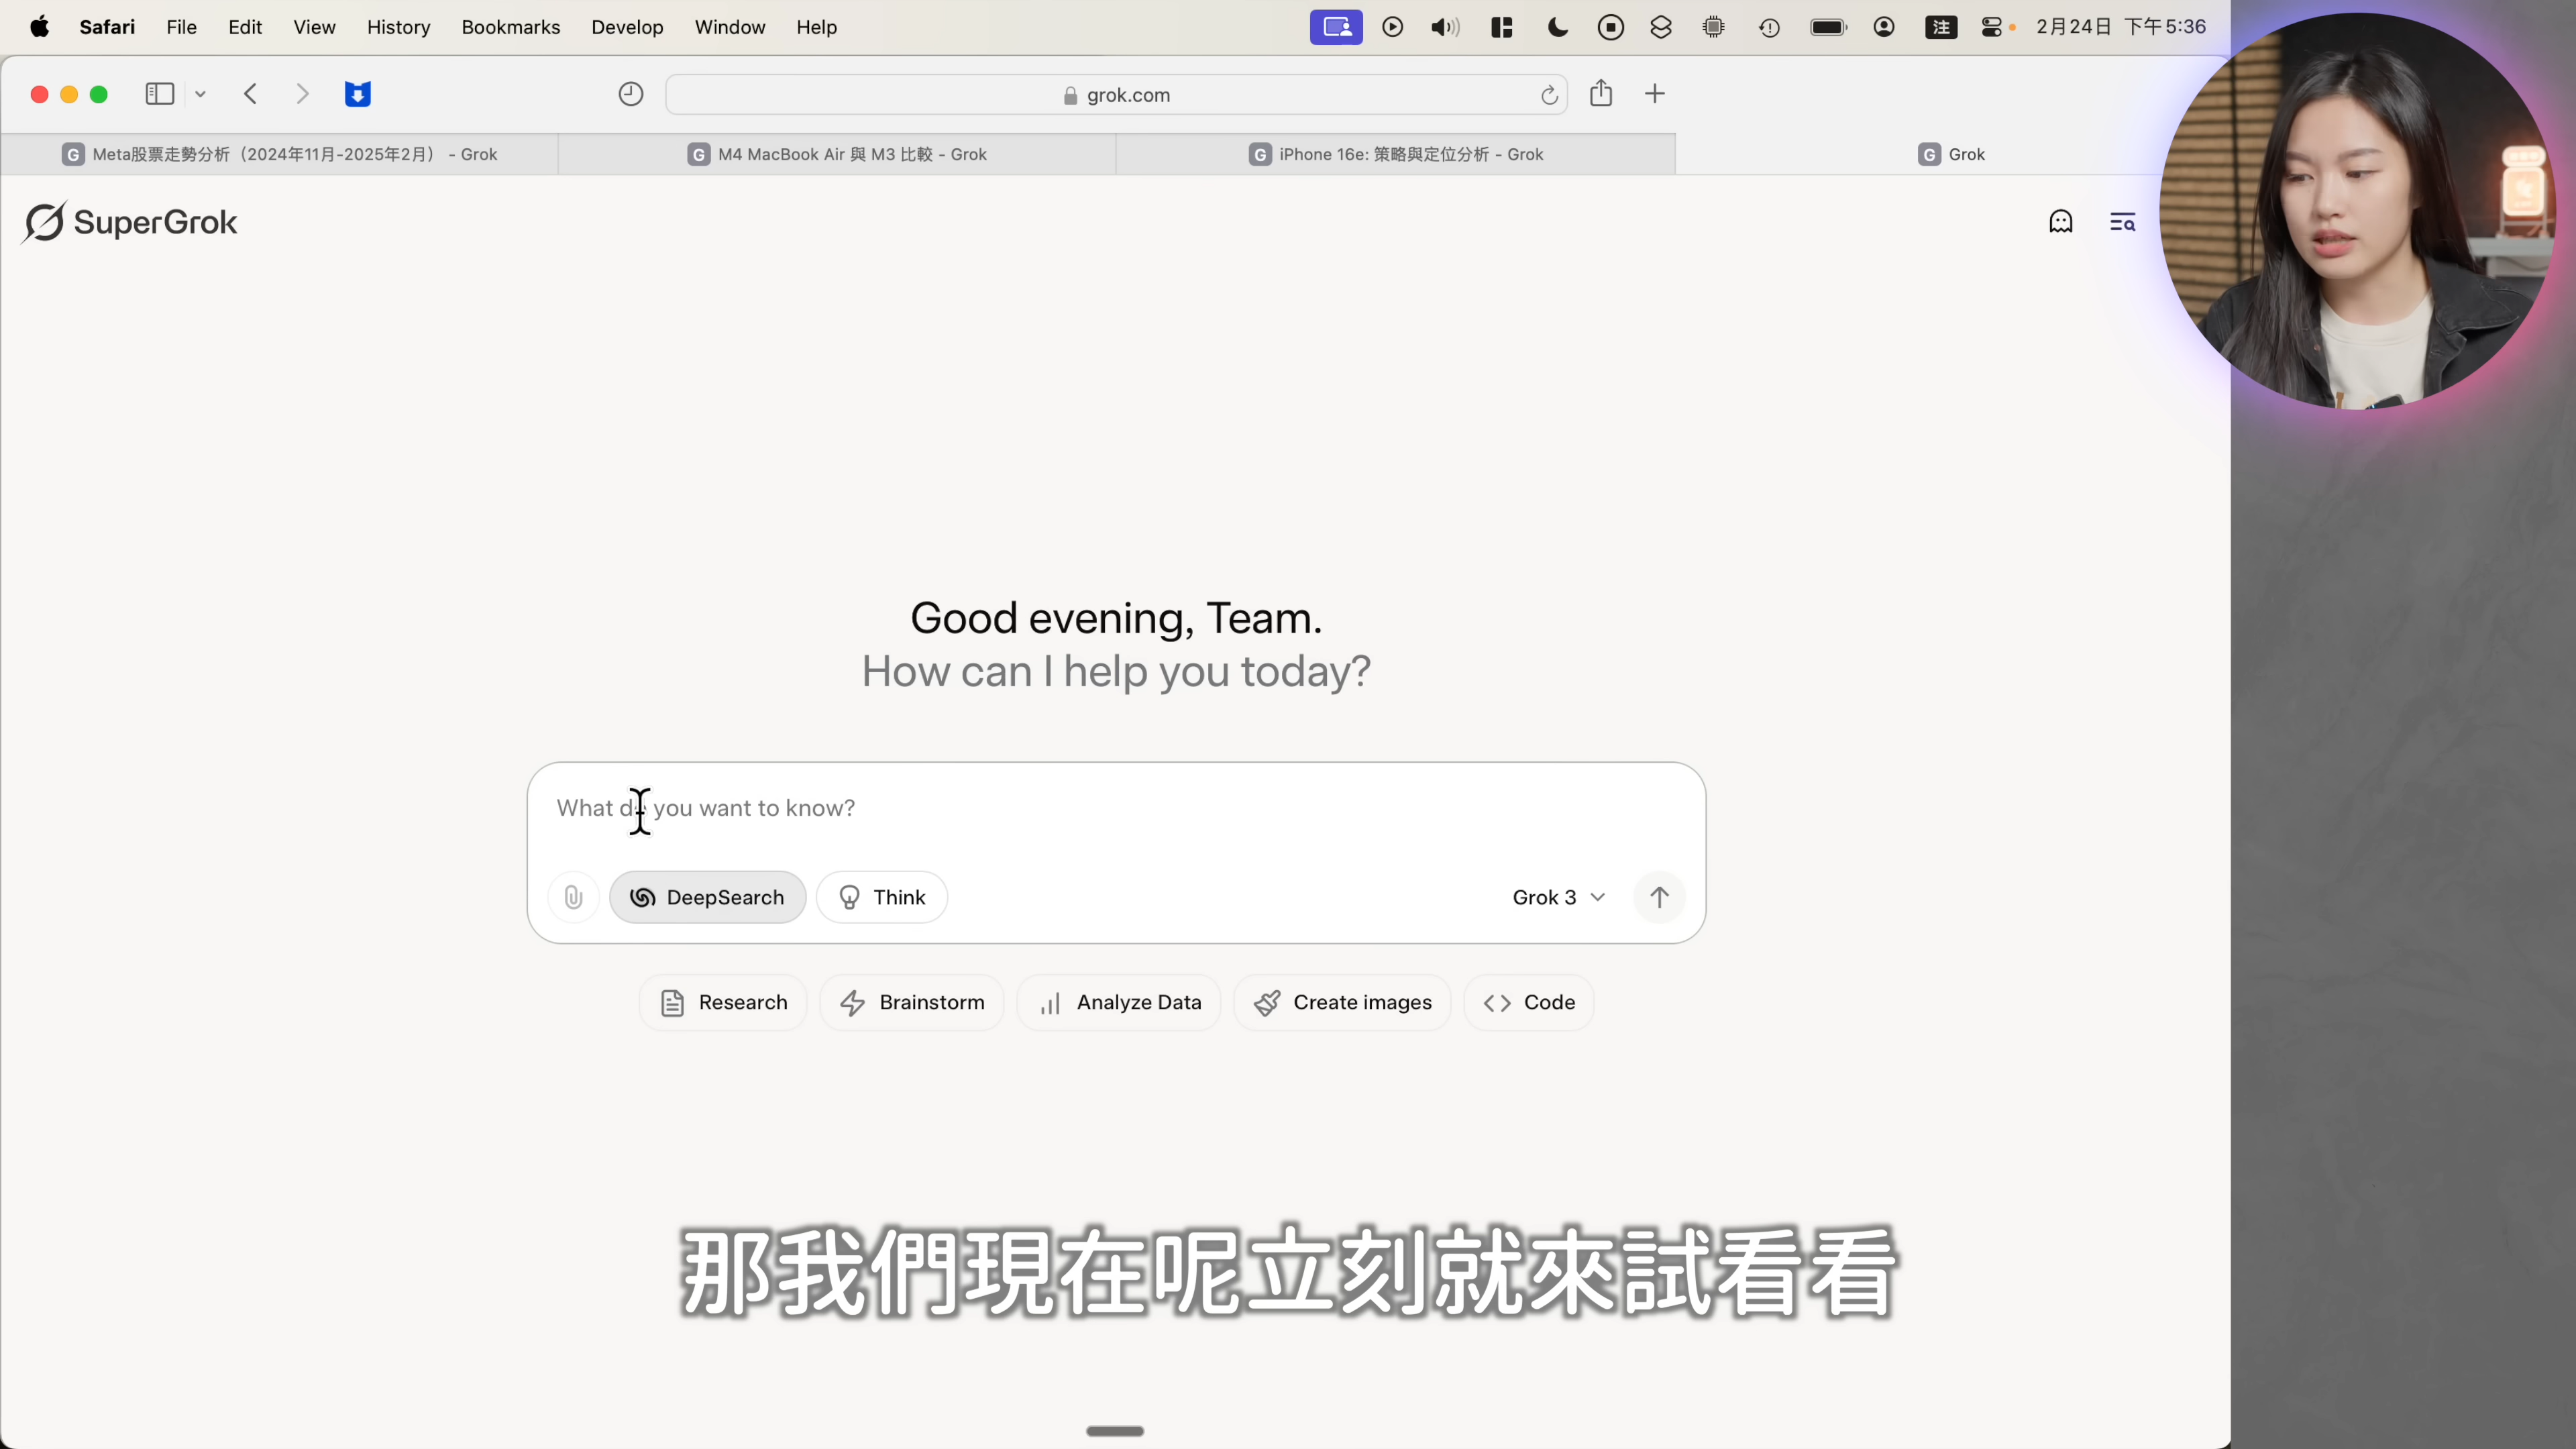 Safari File Edit View History Bookmarks Develop Window Help 注 2月24日 下午5:36
grok.com
G Meta股票走勢分析（2024年11月-2025年2月） - Grok
G M4 MacBook Air 與 M3 比較 - Grok
G iPhone 16e: 策略與定位分析 - Grok
G Grok
SuperGrok
Good evening, Team.
How can I help you today?
What do you want to know?
DeepSearch Think Grok 3
Research Brainstorm Analyze Data Create images Code
那我們現在呢立刻就來試看看